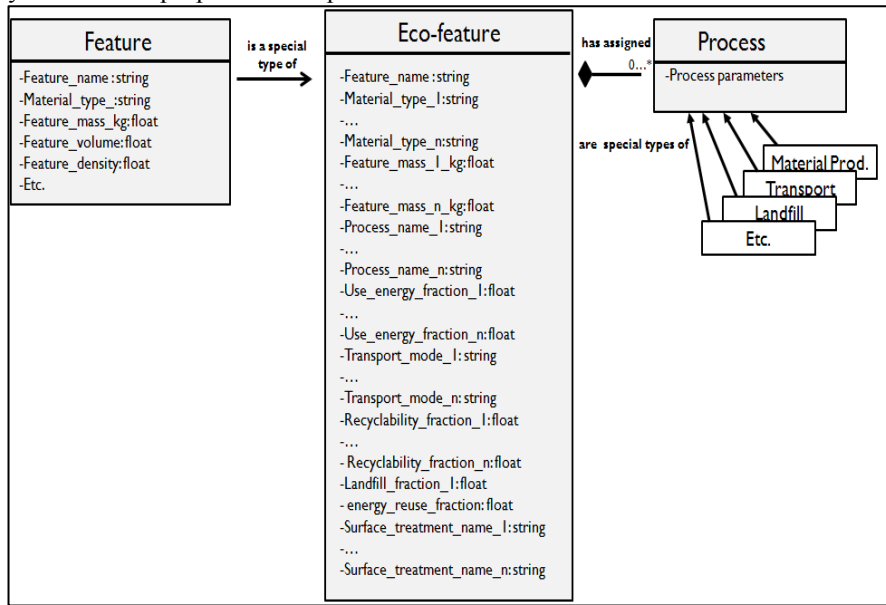 Feature
-Feature_name :string
-Material_type_:string
-Feature_mass_kg:float
-Feature_volume:float
-Feature_density:float
-Etc.
is a special
type of
Eco-feature
-Feature_name :string
-Material_type_1:string
-...
-Material_type_n:string
-Feature_mass_1_kg:float
-...
-Feature_mass_n_kg:float
-Process_name_1:string
-...
-Process_name_n:string
-Use_energy_fraction_1:float
-...
-Use_energy_fraction_n:float
-Transport_mode_1:string
-...
-Transport_mode_n: string
-Recyclability_fraction_1:float
-...
- Recyclability_fraction_n:float
-Landfill_fraction_1:float
- energy_reuse_fraction:float
-Surface_treatment_name_1:string
-...
-Surface_treatment_name_n:string
has assigned
0...*
Process
-Process parameters
are special types of
Material Prod.
Transport
Landfill
Etc.